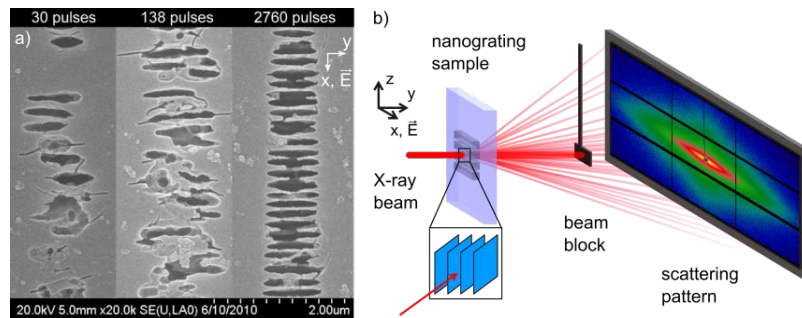 30 pulses 138 pulses 2760 pulses
a)
y
x, E⃗
20.0kV 5.0mm x20.0k SE(U,LA0) 6/10/2010 2.00um
b)
nanograting
sample
z
y
x, E⃗
X-ray
beam
beam
block
scattering
pattern